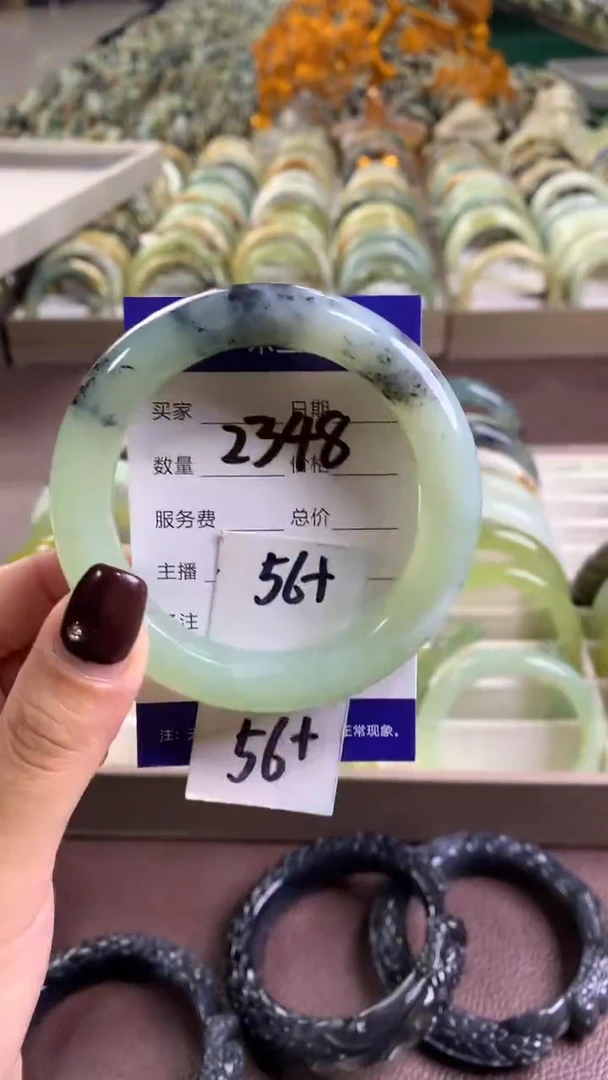 买家 日期
2348
数量 价格
服务费 总价
主播
56+
注
56+
注: 正常现象。